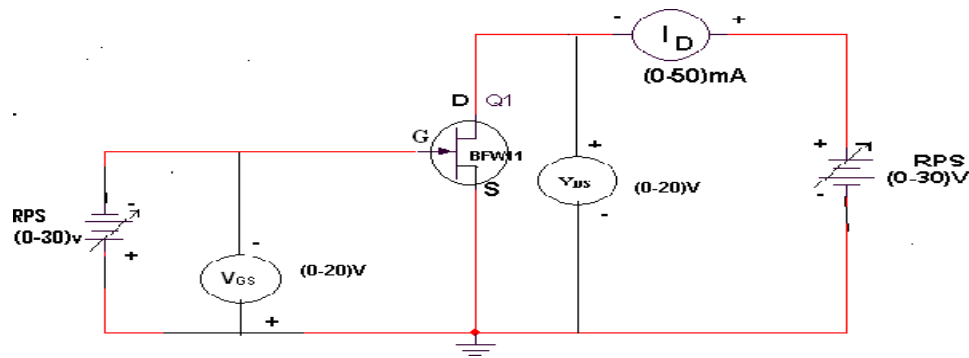 - +
I D
(0-50)mA
D Q1
G
BFW11
S
+
V DS
-
(0-20)V
+
-
RPS
(0-30)V
RPS
(0-30)v
-
+
-
V GS
+
(0-20)V